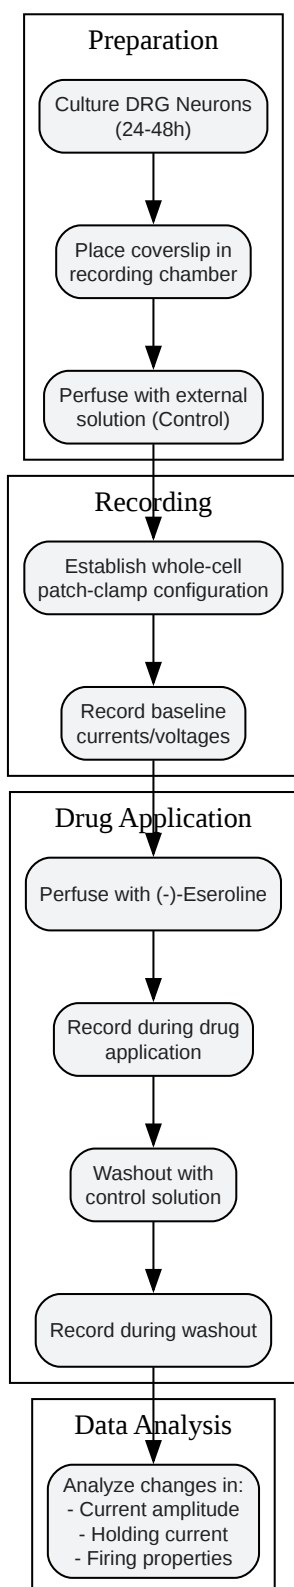 Preparation
Culture DRG Neurons
(24-48h)
Place coverslip in
recording chamber
Perfuse with external
solution (Control)
Recording
Establish whole-cell
patch-clamp configuration
Record baseline
currents/voltages
Drug Application
Perfuse with (-)-Eseroline
Record during drug
application
Washout with
control solution
Record during washout
Data Analysis
Analyze changes in:
- Current amplitude
- Holding current
- Firing properties